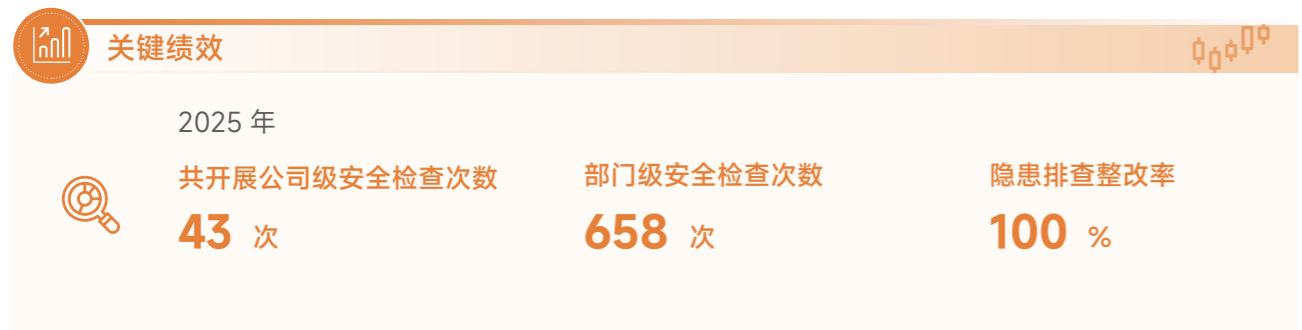 关键绩效
2025 年
共开展公司级安全检查次数
43 次
部门级安全检查次数
658 次
隐患排查整改率
100 %